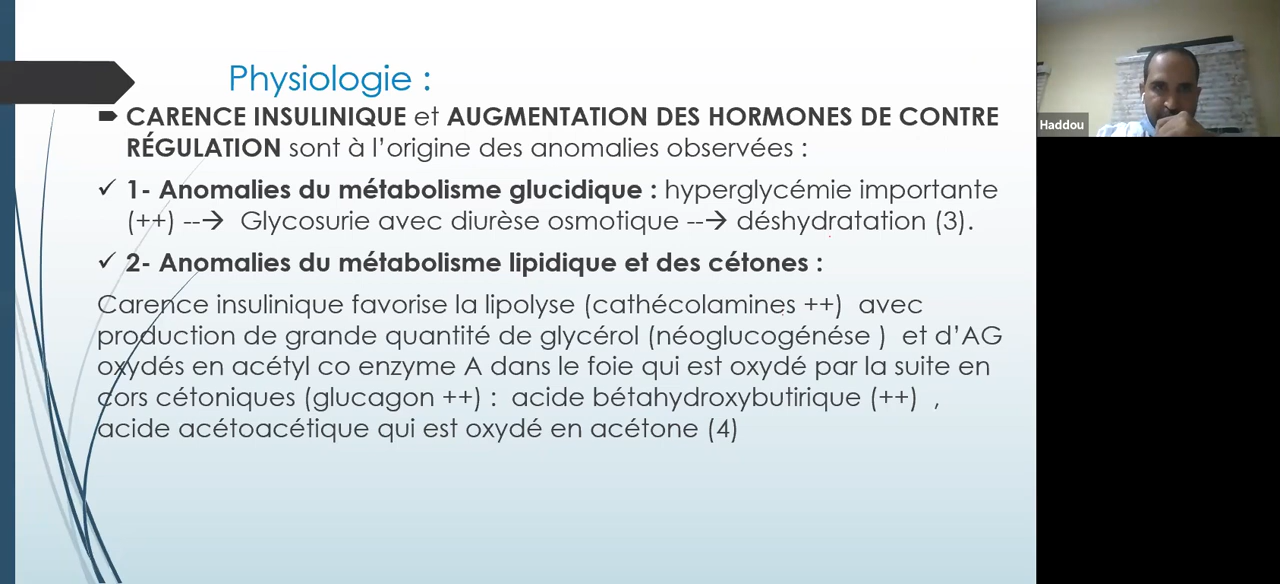 Physiologie :
CARENCE INSULINIQUE et AUGMENTATION DES HORMONES DE CONTRE
RÉGULATION sont à l’origine des anomalies observées :
✓ 1- Anomalies du métabolisme glucidique : hyperglycémie importante
(++) --→ Glycosurie avec diurèse osmotique --→ déshydratation (3).
✓ 2- Anomalies du métabolisme lipidique et des cétones :
Carence insulinique favorise la lipolyse (cathécolamines ++) avec
production de grande quantité de glycérol (néoglucogénése ) et d’AG
oxydés en acétyl co enzyme A dans le foie qui est oxydé par la suite en
cors cétoniques (glucagon ++) : acide bétahydroxybutirique (++) ,
acide acétoacétique qui est oxydé en acétone (4)
Haddou